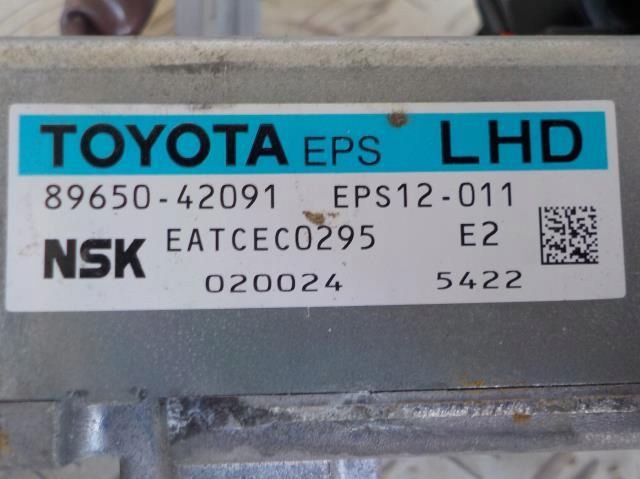 TOYOTA EPS LHD
89650-42091 EPS12-011
NSK EATCEC0295 E2
020024 5422